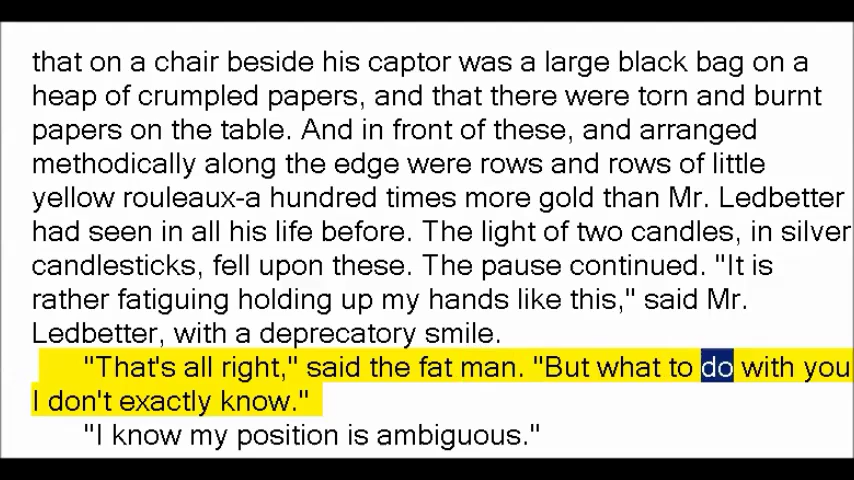 that on a chair beside his captor was a large black bag on a
heap of crumpled papers, and that there were torn and burnt
papers on the table. And in front of these, and arranged
methodically along the edge were rows and rows of little
yellow rouleaux-a hundred times more gold than Mr. Ledbetter
had seen in all his life before. The light of two candles, in silver
candlesticks, fell upon these. The pause continued. "It is
rather fatiguing holding up my hands like this," said Mr.
Ledbetter, with a deprecatory smile.
"That's all right," said the fat man. "But what to do with you
I don't exactly know."
"I know my position is ambiguous."